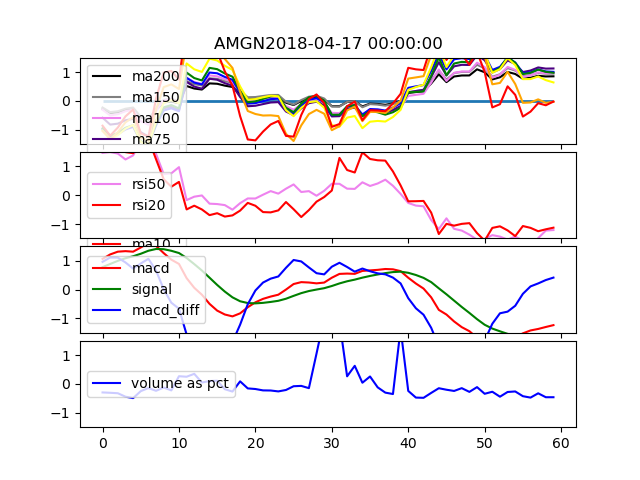 AMGN2018-04-17 00:00:00
1
0
−1
ma200
ma150
ma100
ma75
1
0
−1
rsi50
rsi20
ma10
1
0
−1
macd
signal
macd_diff
1
0
−1
volume as pct
0 10 20 30 40 50 60